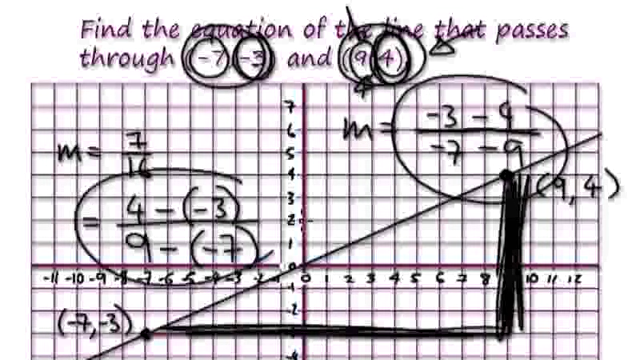 Find the equation of the line that passes
through (-7,-3) and (9,4)
m = 7/16
= 4 - (-3)
9 - (-7)
m = -3 - 9
-7 - 9
(9, 4)
(-7,-3)
7
6
5
4
3
2
1
0
-11 -10 -9 -8 -7 -6 -5 -4 -3 -2 -1 0 1 2 3 4 5 6 7 8 10 11 12
-1
-2
-4